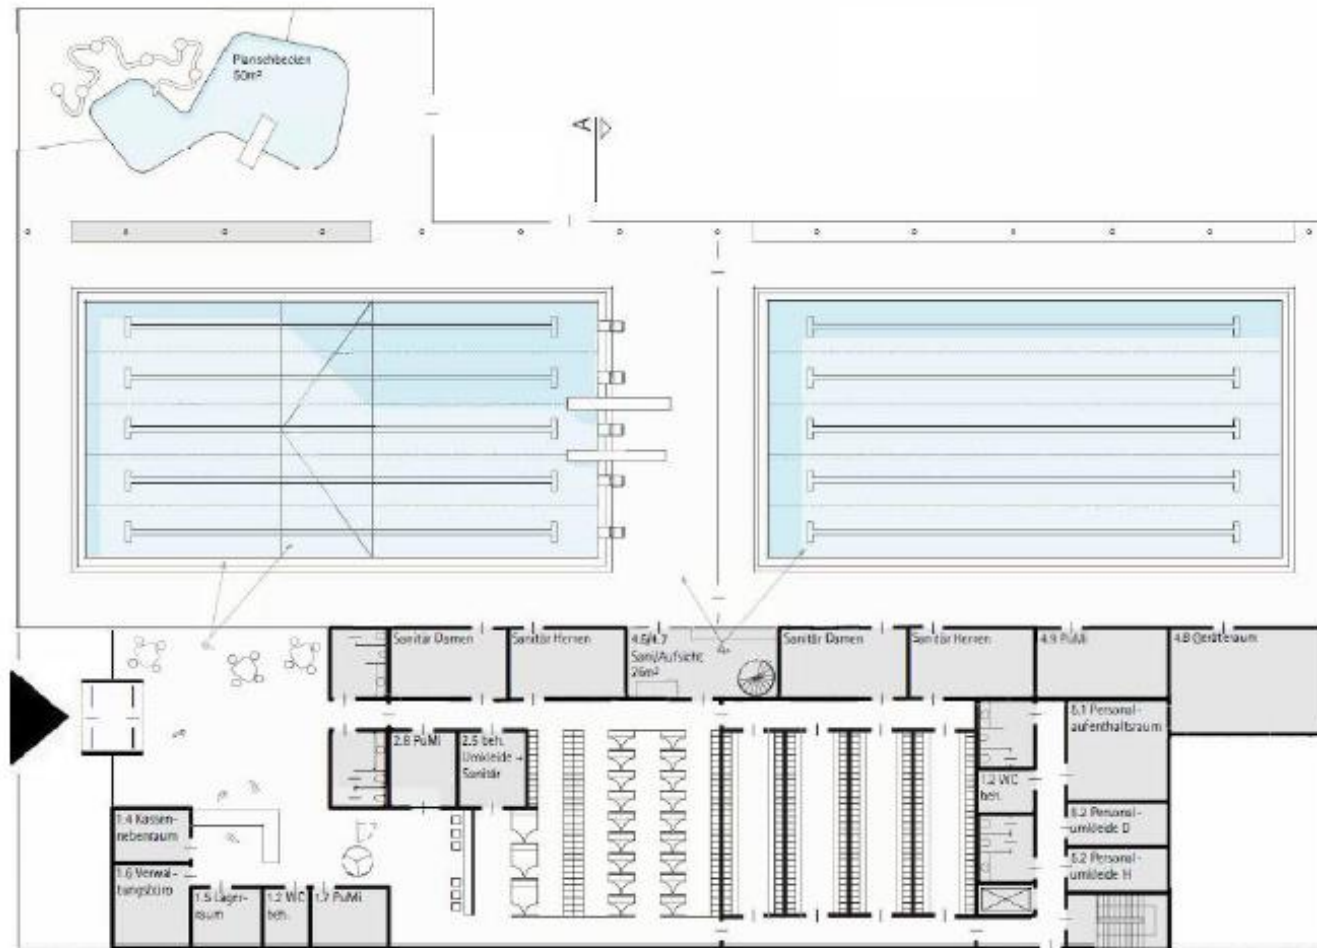 Planschbecken
50m²
A
Sanitär Damen
Sanitär Herren
4.6/4.7
Sani/Aufsicht
26m²
Sanitär Damen
Sanitär Herren
4.9 PuMi
4.8 Geräteraum
2.8 PuMi
2.5 beh.
Umkleide +
Sanitär
5.1 Personal-
aufenthaltsraum
1.2 WC
beh.
5.2 Personal-
umkleide D
5.2 Personal-
umkleide H
1.4 Kassen-
nebenraum
1.6 Verwal-
tungsbüro
1.5 Lager-
raum
1.2 WC
beh.
1.7 PuMi